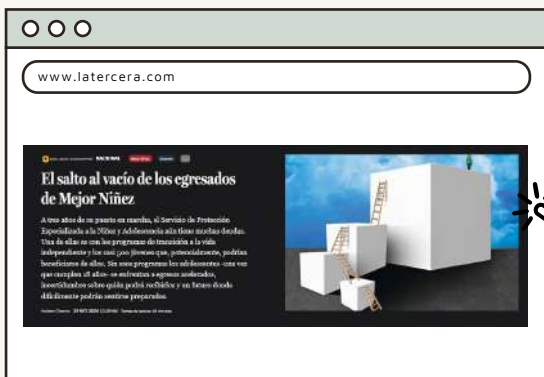 www.latercera.com
NACIONAL
El salto al vacío de los egresados
de Mejor Niñez
A tres años de su puesta en marcha, el Servicio de Protección
Especializada a la Niñez y Adolescencia aún tiene muchas deudas.
Una de ellas es con los programas de transición a la vida
independiente y los casi 500 jóvenes que, potencialmente, podrían
beneficiarse de ellos. Sin esos programas los adolescentes -una vez
que cumplen 18 años- se enfrentan a egresos acelerados,
incertidumbre sobre quién podrá recibirlos y un futuro donde
difícilmente podrán sentirse preparados.